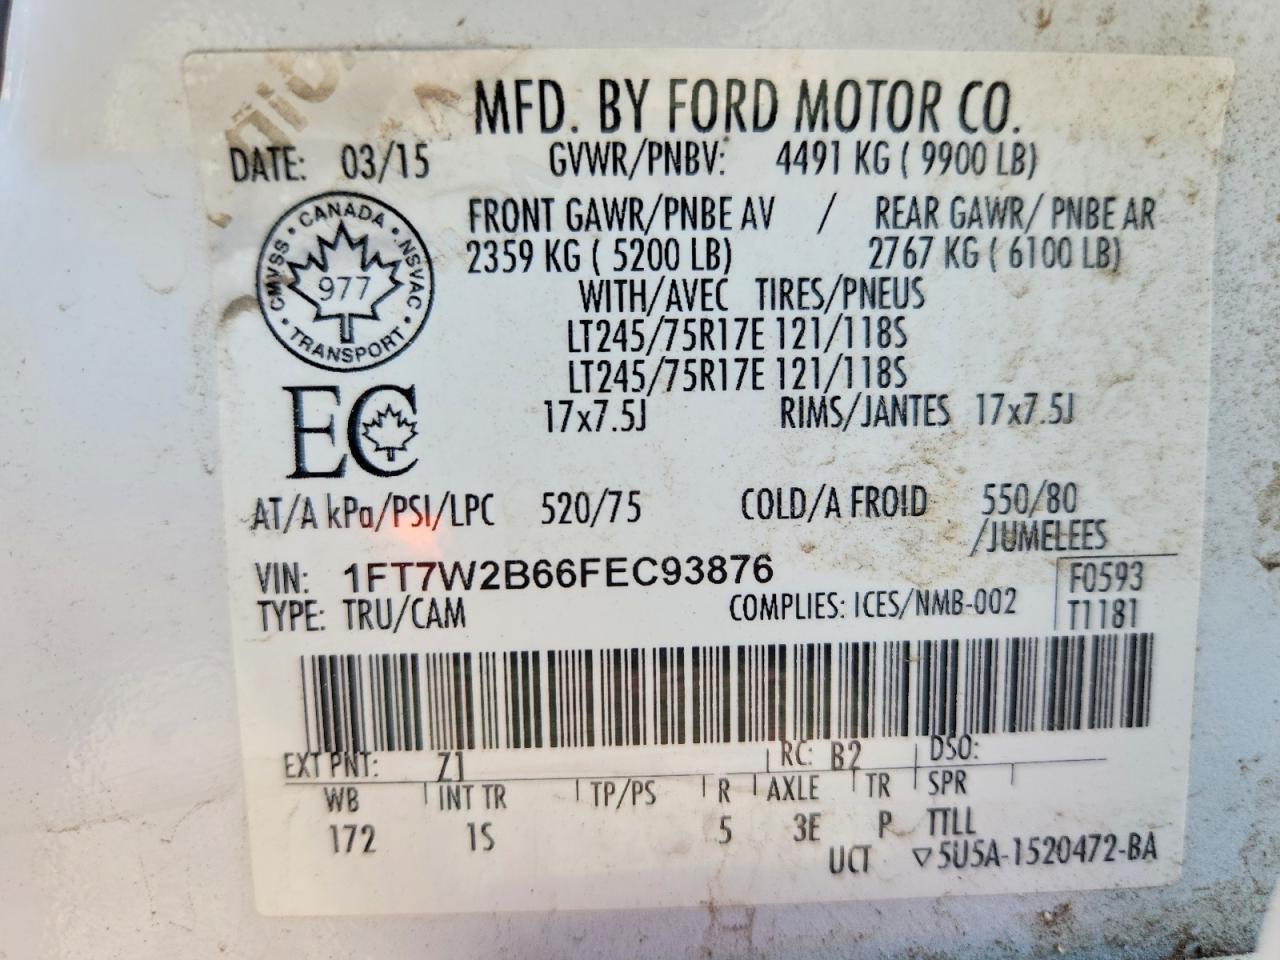 MFD. BY FORD MOTOR CO.
DATE: 03/15 GVWR/PNBV: 4491 KG ( 9900 LB)
FRONT GAWR/PNBE AV / REAR GAWR/ PNBE AR
2359 KG ( 5200 LB) 2767 KG ( 6100 LB)
WITH/AVEC TIRES/PNEUS
LT245/75R17E 121/118S
LT245/75R17E 121/118S
17x7.5J RIMS/JANTES 17x7.5J
CMVSS • CANADA • NSVAC • TRANSPORT •
977
EC
AT/A kPa/PSI/LPC 520/75 COLD/A FROID 550/80
/JUMELEES
VIN: 1FT7W2B66FEC93876 F0593
TYPE: TRU/CAM COMPLIES: ICES/NMB-002 T1181
EXT PNT: Z1 RC: B2 DSO:
WB INT TR TP/PS R AXLE TR SPR
172 1S 5 3E P TTLL
UCT ▽5U5A-1520472-BA